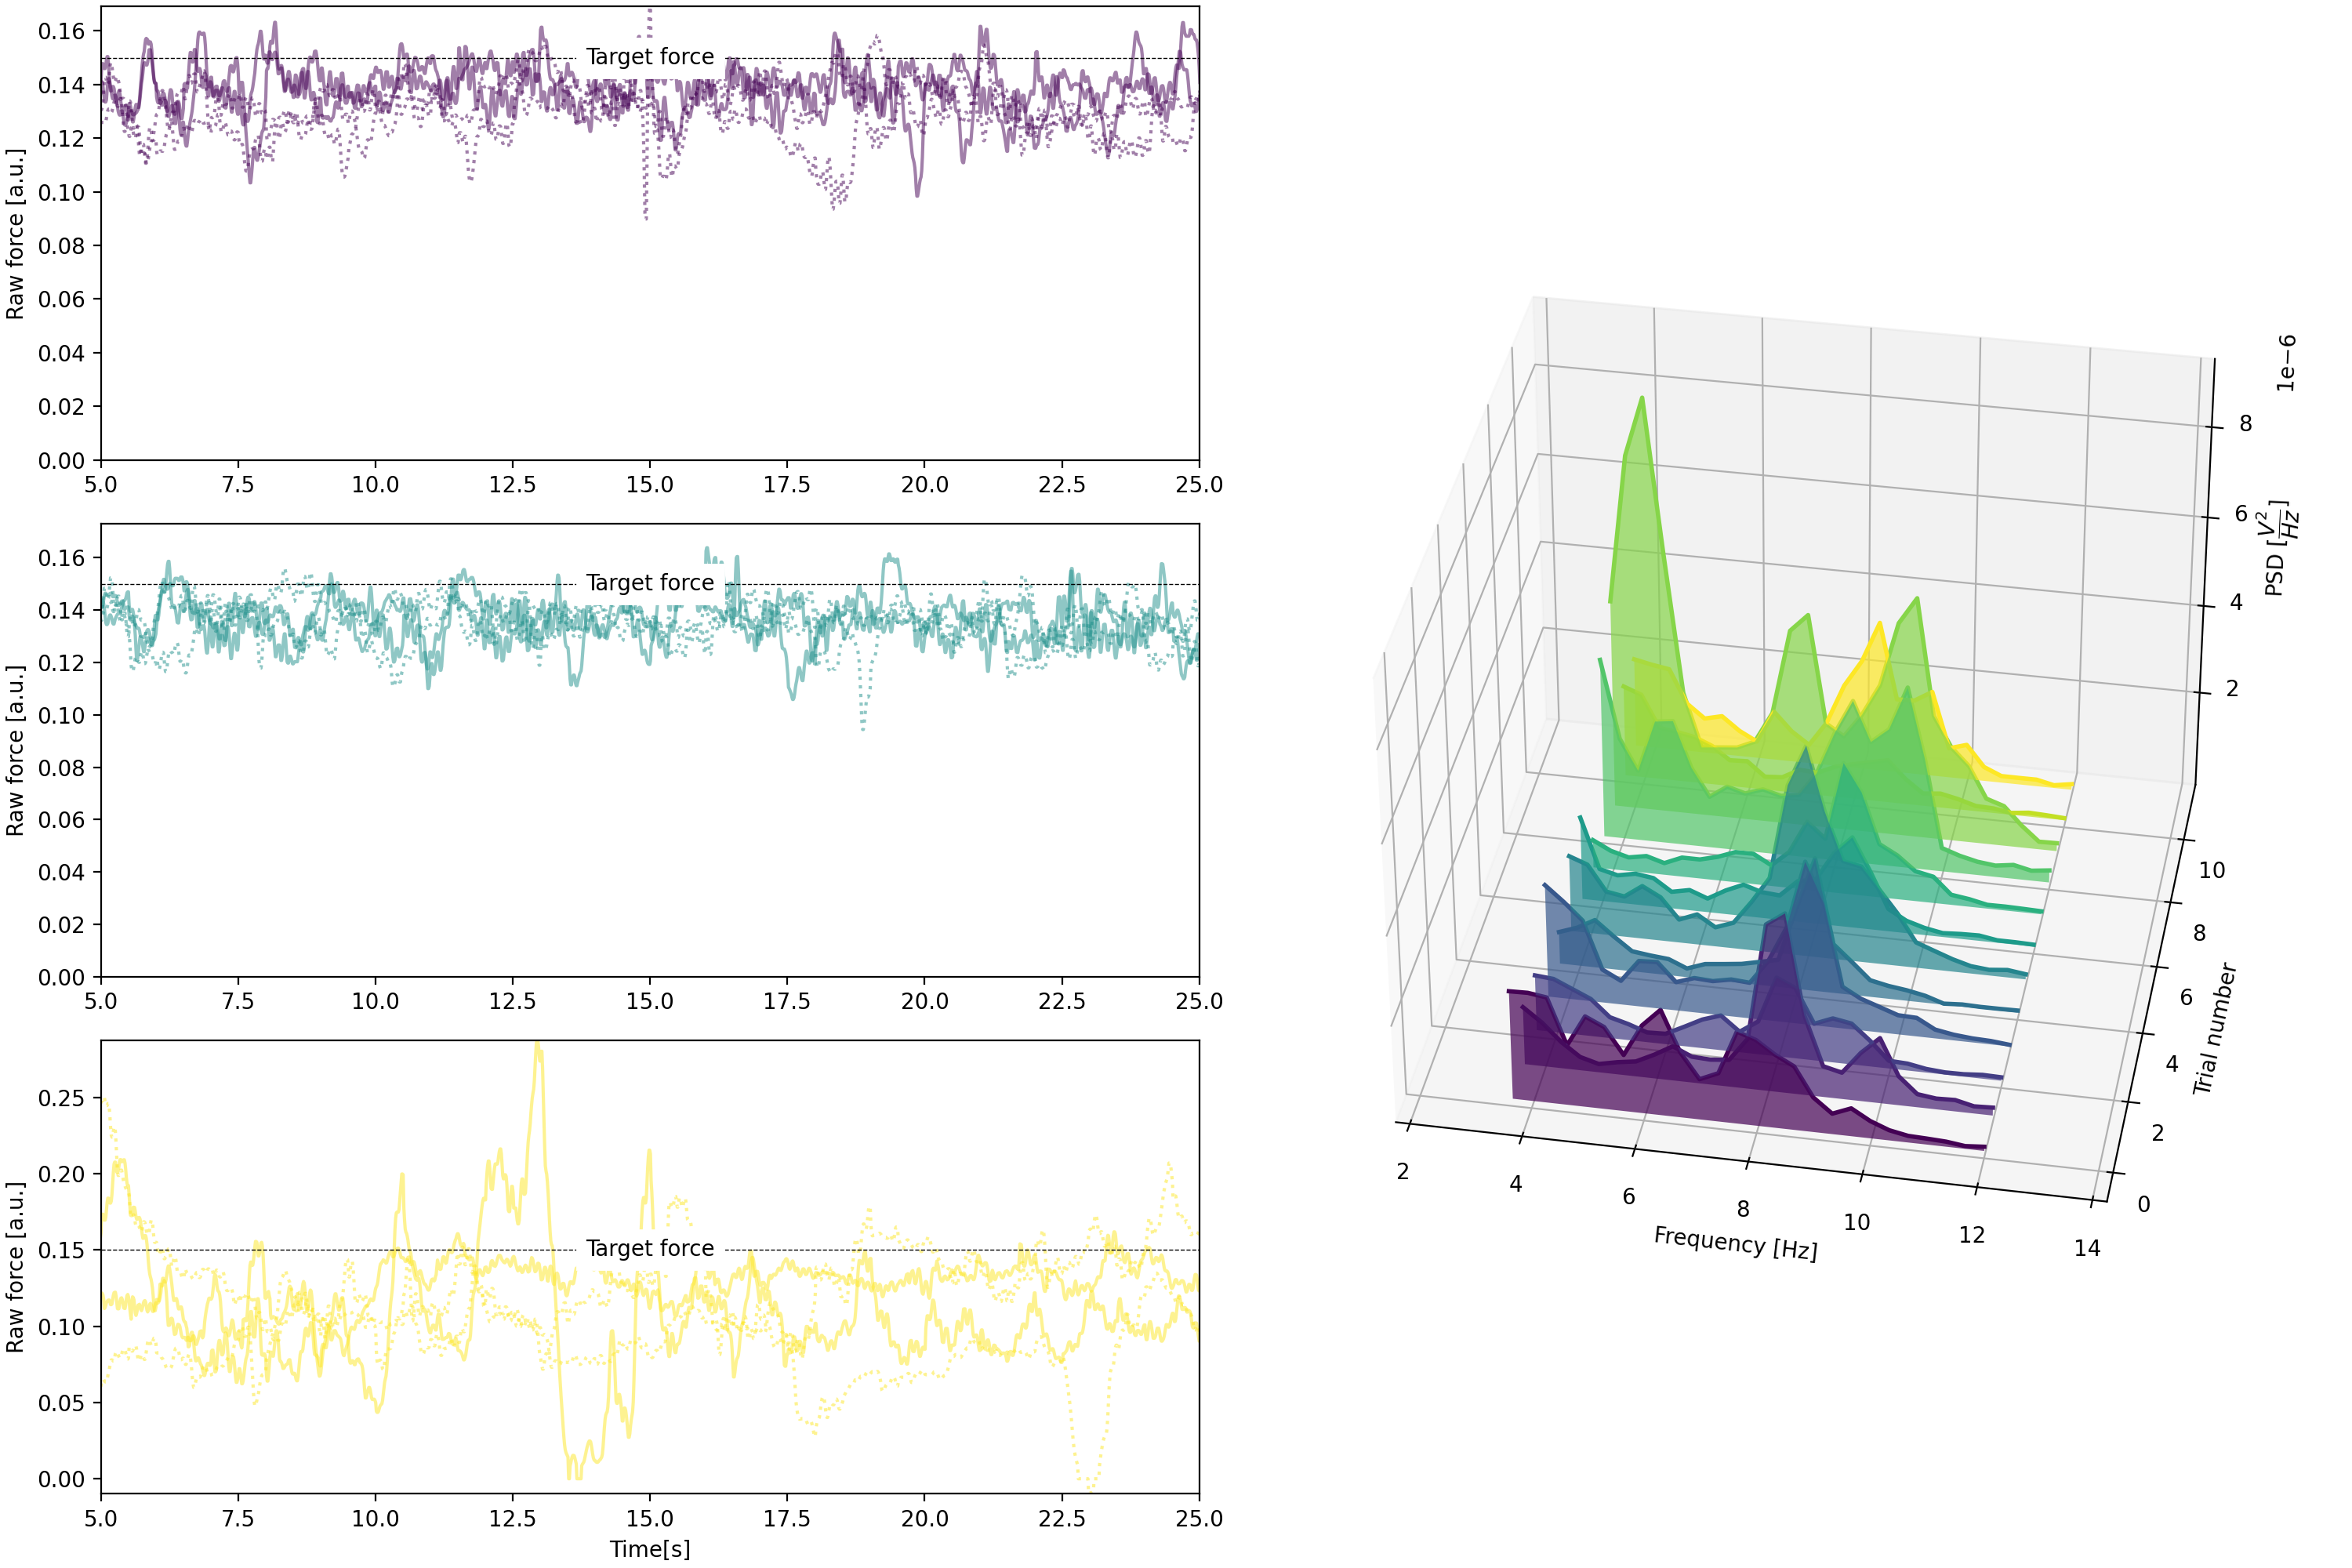 0.16
0.14
0.12
0.10
0.08
0.06
0.04
0.02
0.00
Raw force [a.u.]
Target force
5.0 7.5 10.0 12.5 15.0 17.5 20.0 22.5 25.0
0.16
0.14
0.12
0.10
0.08
0.06
0.04
0.02
0.00
Raw force [a.u.]
Target force
5.0 7.5 10.0 12.5 15.0 17.5 20.0 22.5 25.0
0.25
0.20
0.15
0.10
0.05
0.00
Raw force [a.u.]
Target force
5.0 7.5 10.0 12.5 15.0 17.5 20.0 22.5 25.0
Time[s]
1e−6
8
6
4
2
PSD [V²/Hz]
10
8
6
4
2
0
Trial number
2 4 6 8 10 12 14
Frequency [Hz]